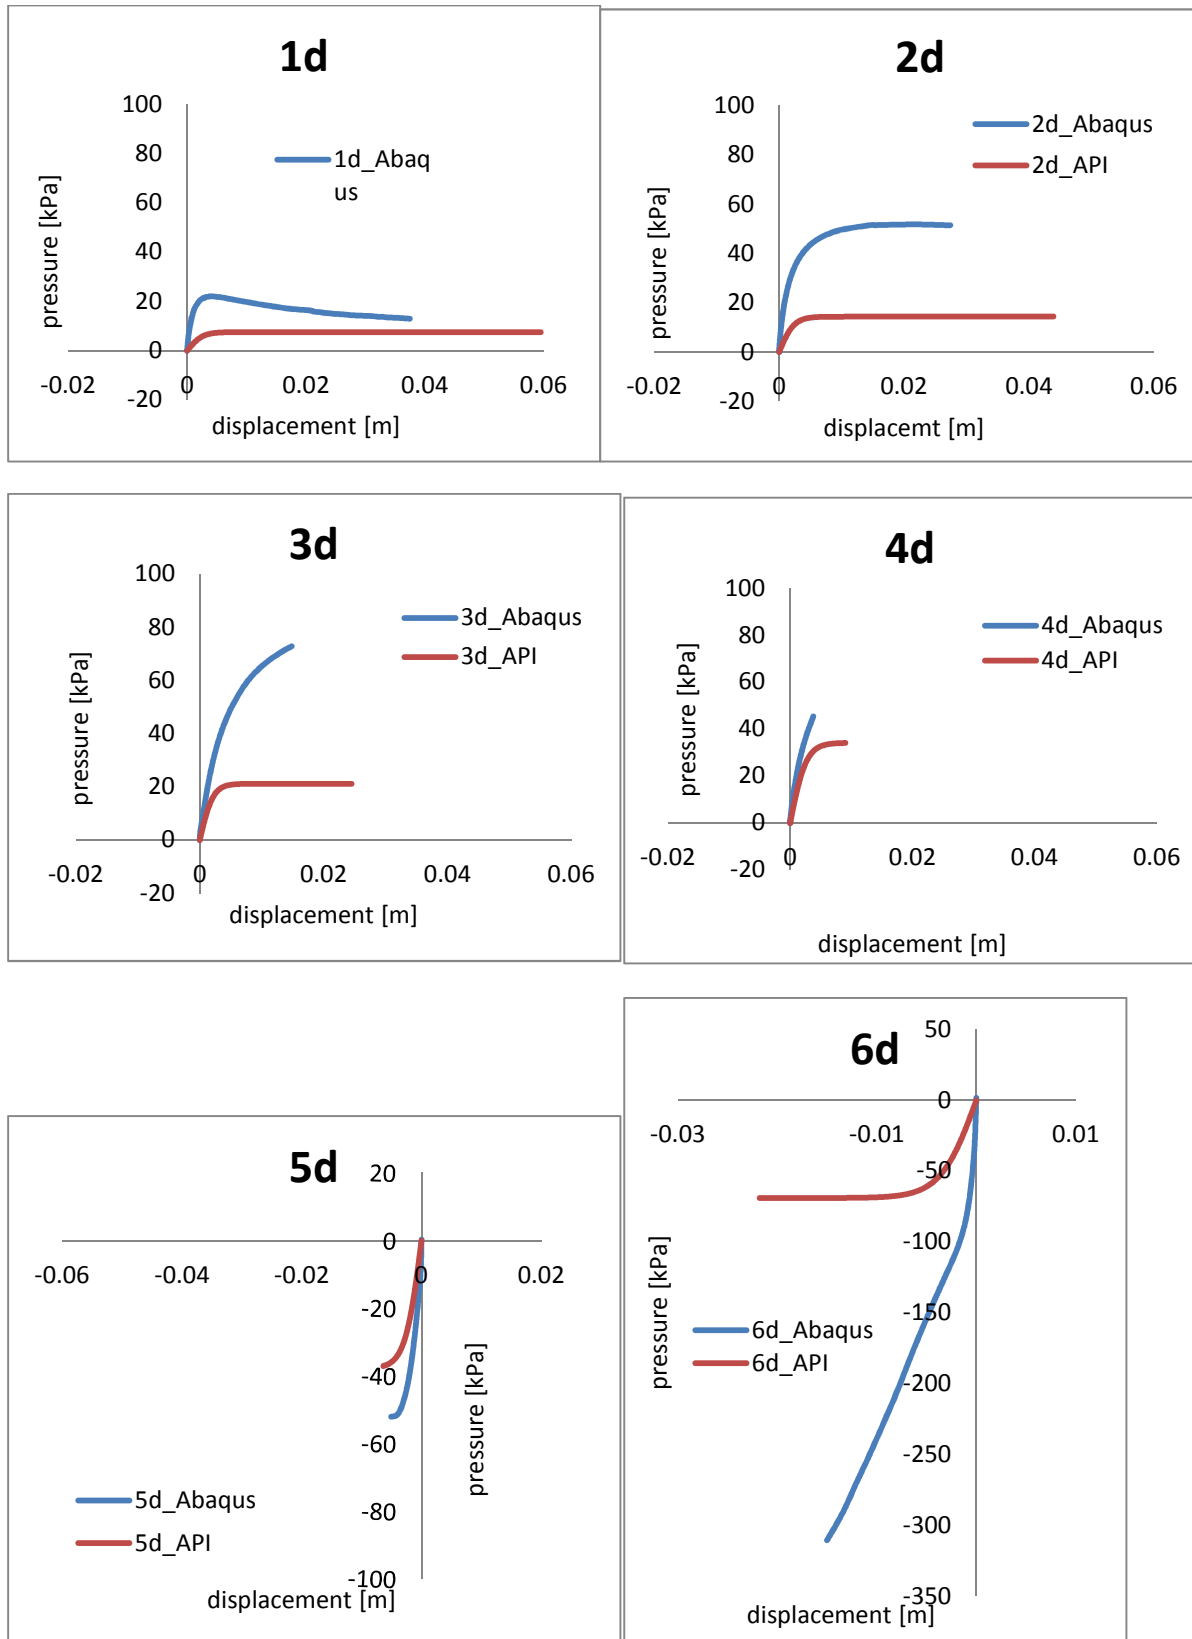 1d
100
80
60
40
20
0
-20
-0.02
0
0.02
0.04
0.06
pressure [kPa]
displacement [m]
1d_Abaq
us
2d
100
80
60
40
20
0
-20
-0.02
0
0.02
0.04
0.06
pressure [kPa]
displacemt [m]
2d_Abaqus
2d_API
3d
100
80
60
40
20
0
-20
-0.02
0
0.02
0.04
0.06
pressure [kPa]
displacement [m]
3d_Abaqus
3d_API
4d
100
80
60
40
20
0
-20
-0.02
0
0.02
0.04
0.06
pressure [kPa]
displacement [m]
4d_Abaqus
4d_API
5d
20
0
-20
-40
-60
-80
-100
-0.06
-0.04
-0.02
0
0.02
pressure [kPa]
displacement [m]
5d_Abaqus
5d_API
6d
50
0
-50
-100
-150
-200
-250
-300
-350
-0.03
-0.01
0.01
pressure [kPa]
displacement [m]
6d_Abaqus
6d_API